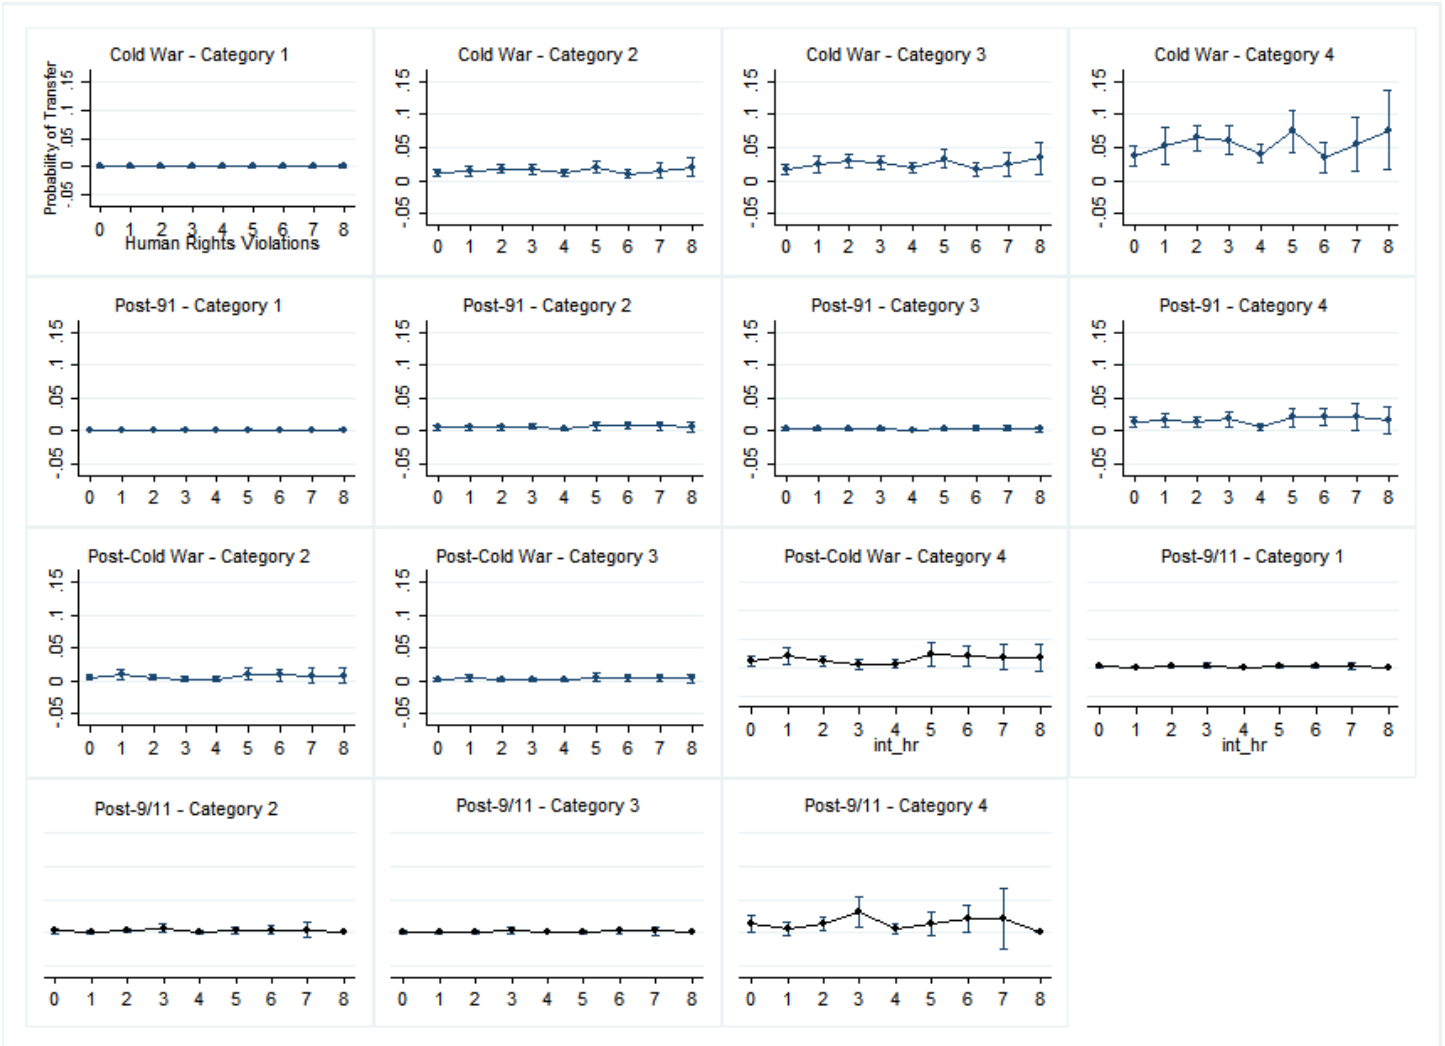 Cold War - Category 1
Probability of Transfer
.15
.1
.05
0
-.05
0 1 2 3 4 5 6 7 8
Human Rights Violations
Cold War - Category 2
.15
.1
.05
0
-.05
0 1 2 3 4 5 6 7 8
Cold War - Category 3
.15
.1
.05
0
-.05
0 1 2 3 4 5 6 7 8
Cold War - Category 4
.15
.1
.05
0
-.05
0 1 2 3 4 5 6 7 8
Post-91 - Category 1
.15
.1
.05
0
-.05
0 1 2 3 4 5 6 7 8
Post-91 - Category 2
.15
.1
.05
0
-.05
0 1 2 3 4 5 6 7 8
Post-91 - Category 3
.15
.1
.05
0
-.05
0 1 2 3 4 5 6 7 8
Post-91 - Category 4
.15
.1
.05
0
-.05
0 1 2 3 4 5 6 7 8
Post-Cold War - Category 2
.15
.1
.05
0
-.05
0 1 2 3 4 5 6 7 8
Post-Cold War - Category 3
.15
.1
.05
0
-.05
0 1 2 3 4 5 6 7 8
Post-Cold War - Category 4
0 1 2 3 4 5 6 7 8
int_hr
Post-9/11 - Category 1
0 1 2 3 4 5 6 7 8
int_hr
Post-9/11 - Category 2
0 1 2 3 4 5 6 7 8
Post-9/11 - Category 3
0 1 2 3 4 5 6 7 8
Post-9/11 - Category 4
0 1 2 3 4 5 6 7 8